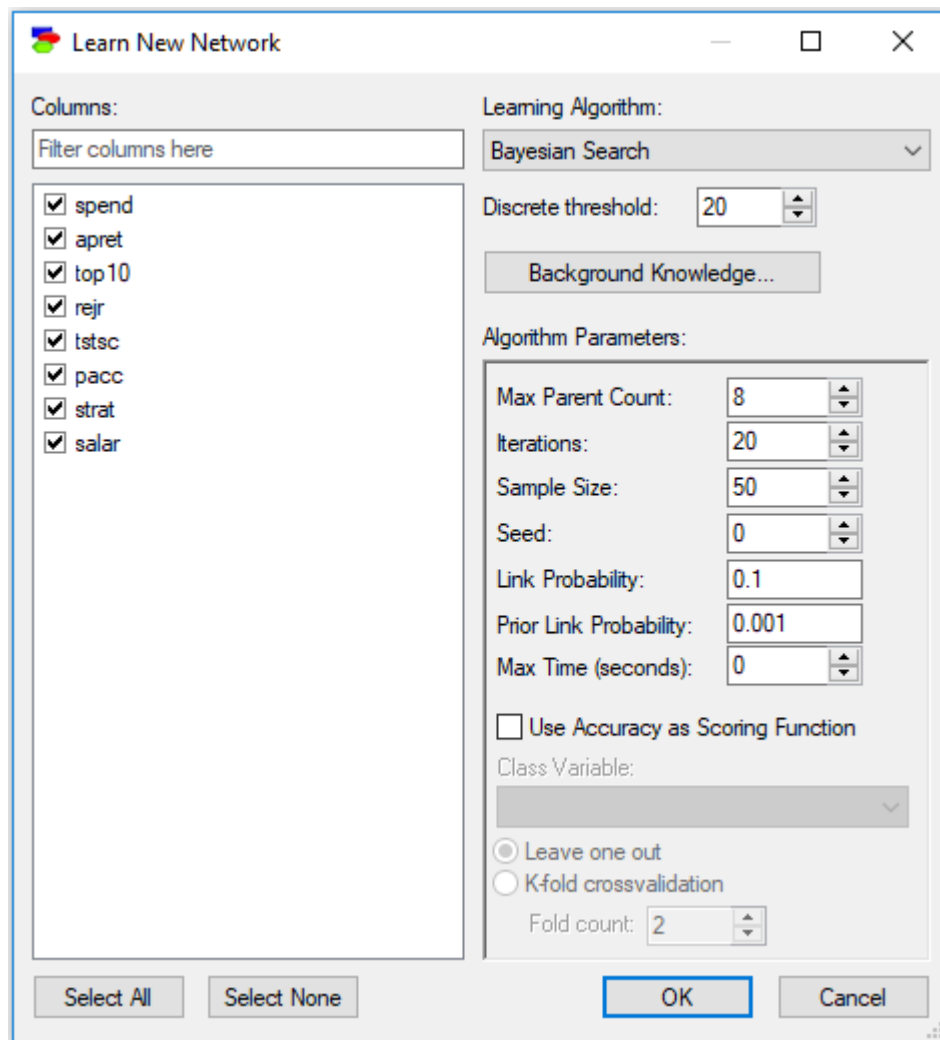 Learn New Network
Columns:
Filter columns here
spend
apret
top10
rejr
tstsc
pacc
strat
salar
Select All
Select None
Learning Algorithm:
Bayesian Search
Discrete threshold: 20
Background Knowledge...
Algorithm Parameters:
Max Parent Count: 8
Iterations: 20
Sample Size: 50
Seed: 0
Link Probability: 0.1
Prior Link Probability: 0.001
Max Time (seconds): 0
Use Accuracy as Scoring Function
Class Variable:
Leave one out
K-fold crossvalidation
Fold count: 2
OK
Cancel